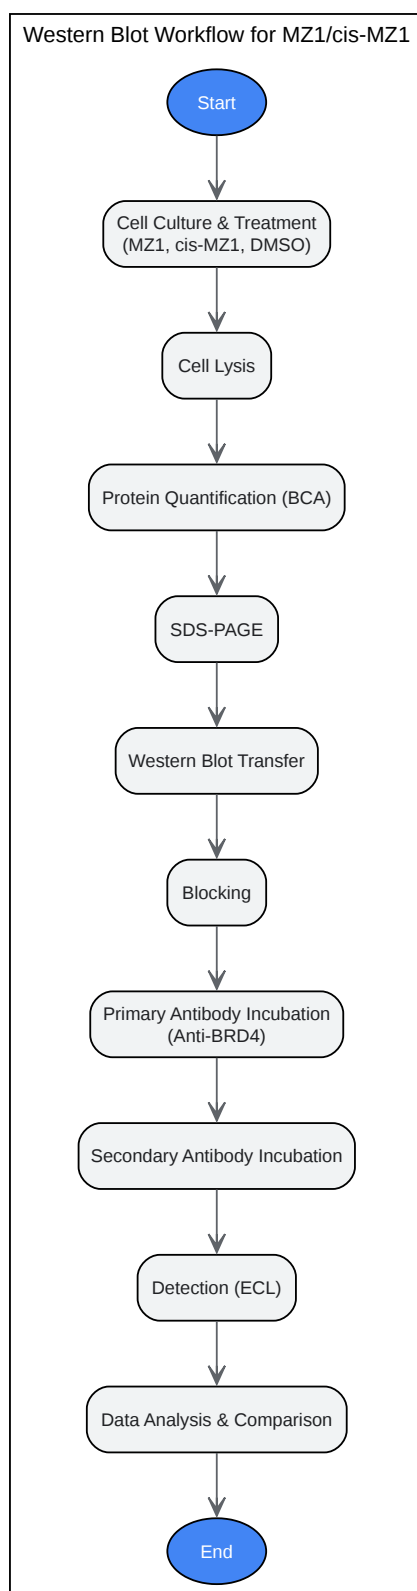 Western Blot Workflow for MZ1/cis-MZ1
Start
Cell Culture & Treatment
(MZ1, cis-MZ1, DMSO)
Cell Lysis
Protein Quantification (BCA)
SDS-PAGE
Western Blot Transfer
Blocking
Primary Antibody Incubation
(Anti-BRD4)
Secondary Antibody Incubation
Detection (ECL)
Data Analysis & Comparison
End